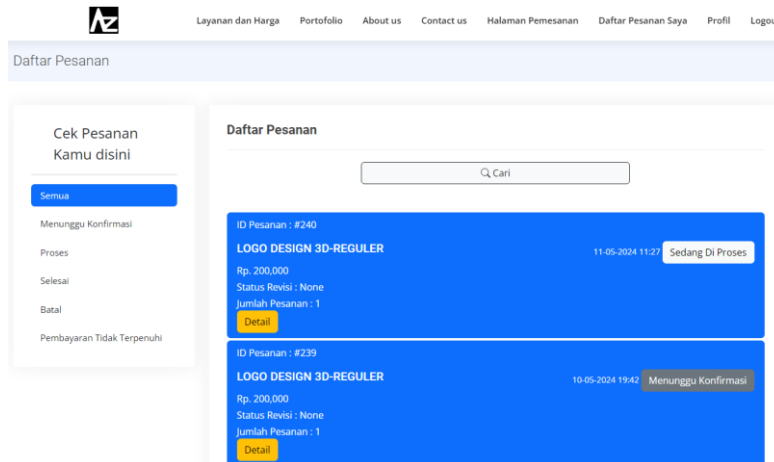 AZ
Layanan dan Harga Portofolio About us Contact us Halaman Pemesanan Daftar Pesanan Saya Profil
Daftar Pesanan
Cek Pesanan
Kamu disini
Semua
Menunggu Konfirmasi
Proses
Selesai
Batal
Pembayaran Tidak Terpenuhi
Daftar Pesanan
Cari
ID Pesanan : #240
LOGO DESIGN 3D-REGULER
11-05-2024 11:27 Sedang Di Proses
Rp. 200,000
Status Revisi : None
Jumlah Pesanan : 1
Detail
ID Pesanan : #239
LOGO DESIGN 3D-REGULER
10-05-2024 19:42 Menunggu Konfirmasi
Rp. 200,000
Status Revisi : None
Jumlah Pesanan : 1
Detail